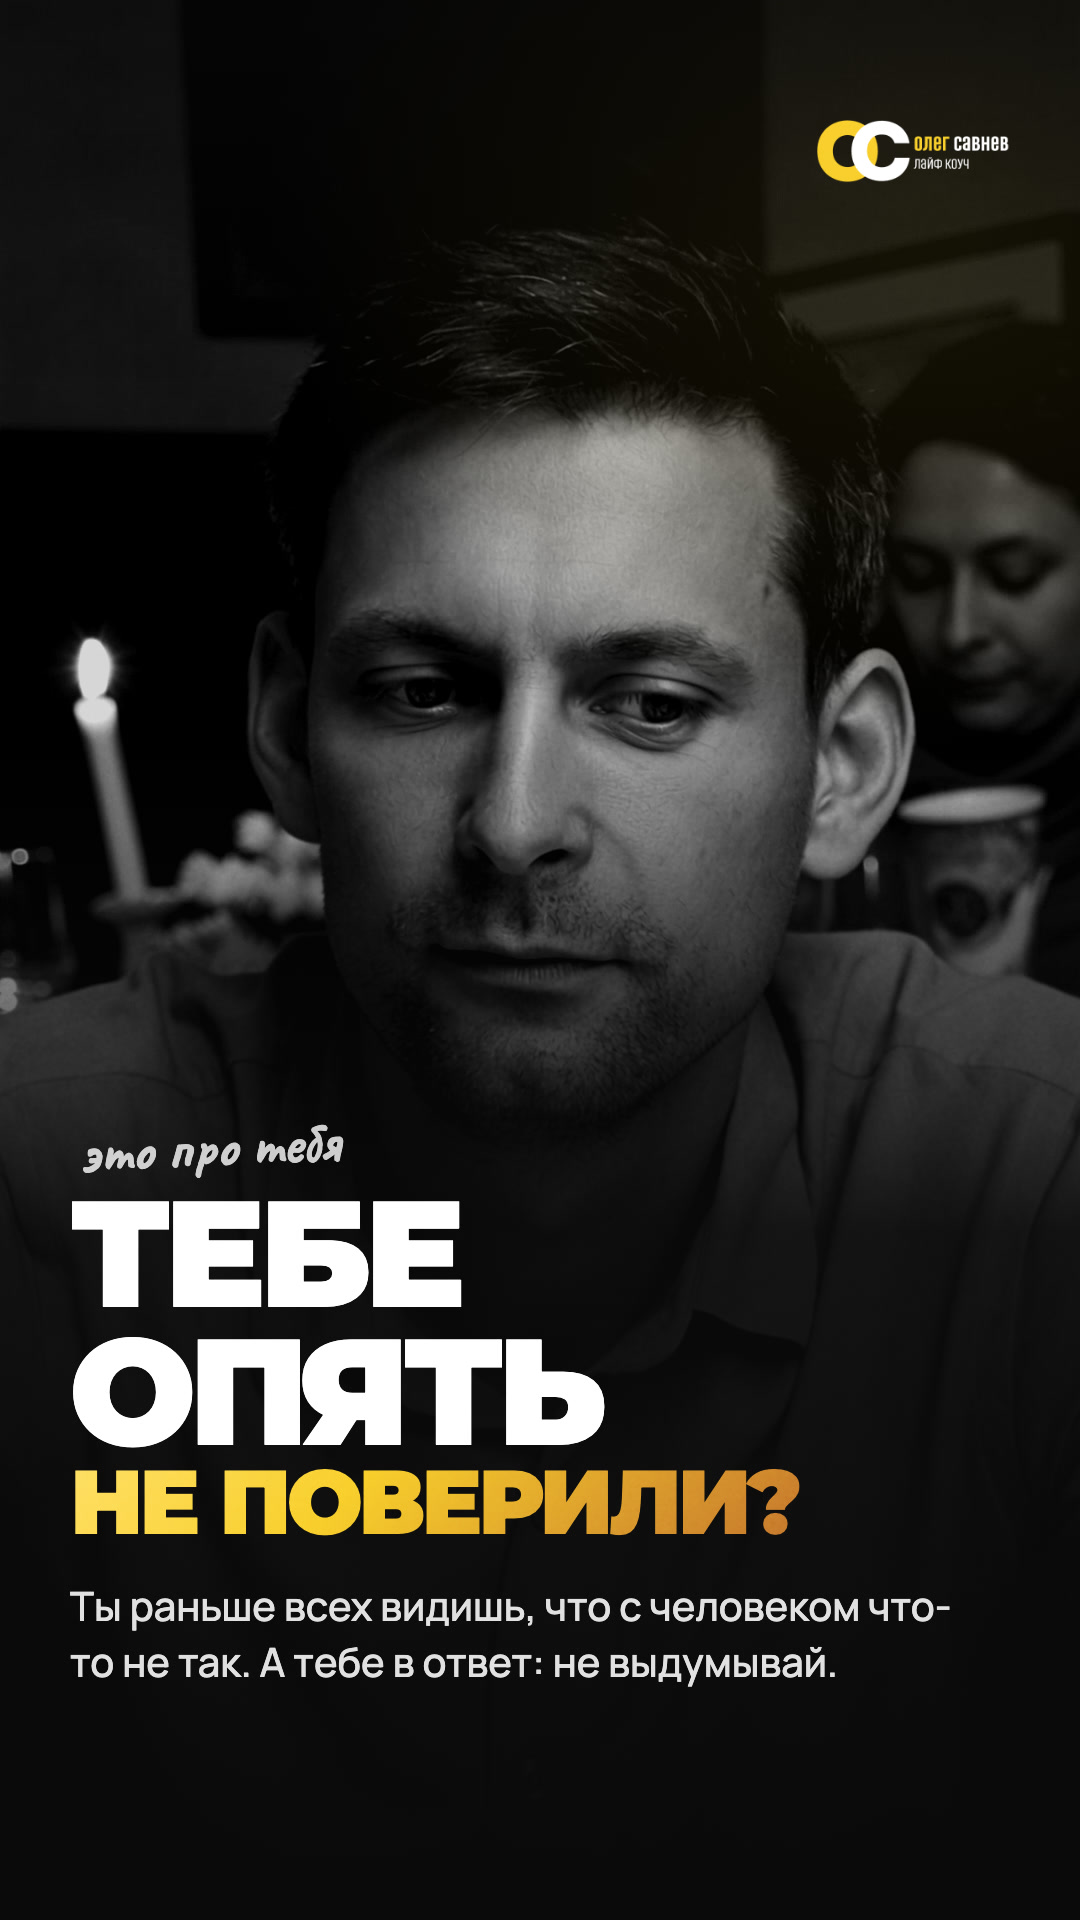 ОС олег савнев
лайф коуч
это про тебя
ТЕБЕ
ОПЯТЬ
НЕ ПОВЕРИЛИ?
Ты раньше всех видишь, что с человеком что-
то не так. А тебе в ответ: не выдумывай.